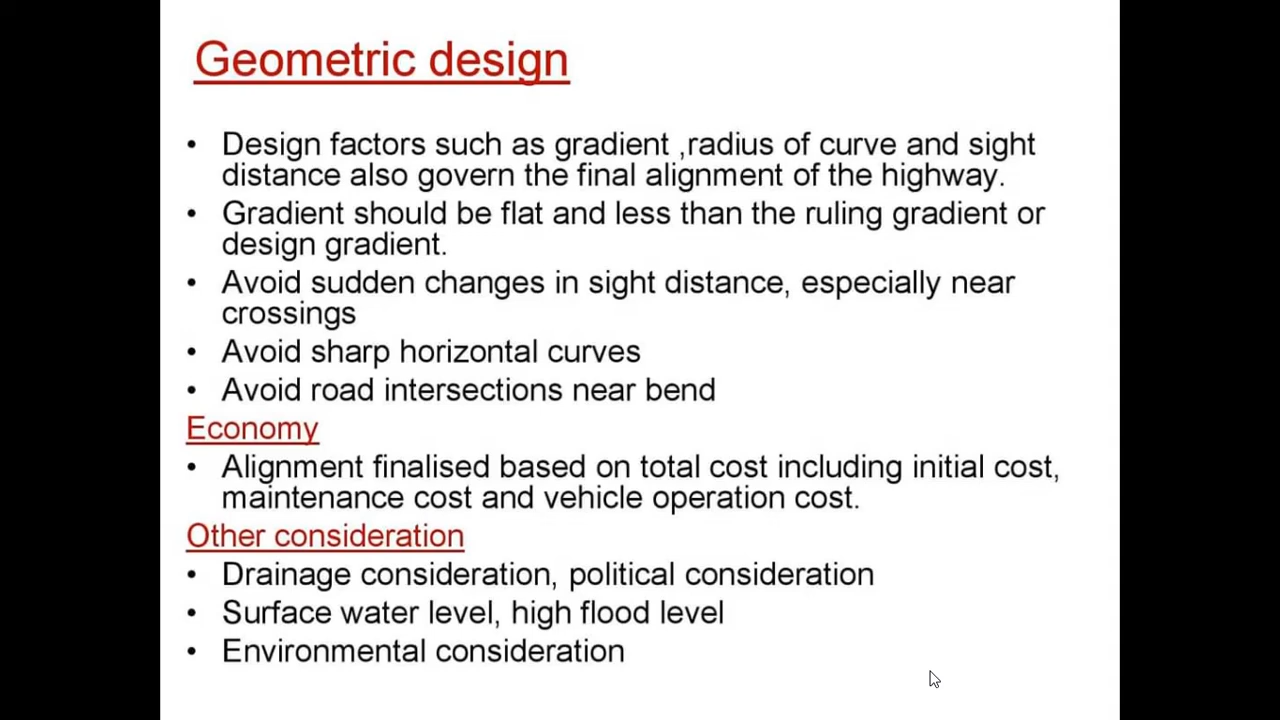 Geometric design
• Design factors such as gradient ,radius of curve and sight
distance also govern the final alignment of the highway.
• Gradient should be flat and less than the ruling gradient or
design gradient.
• Avoid sudden changes in sight distance, especially near
crossings
• Avoid sharp horizontal curves
• Avoid road intersections near bend
Economy
• Alignment finalised based on total cost including initial cost,
maintenance cost and vehicle operation cost.
Other consideration
• Drainage consideration, political consideration
• Surface water level, high flood level
• Environmental consideration